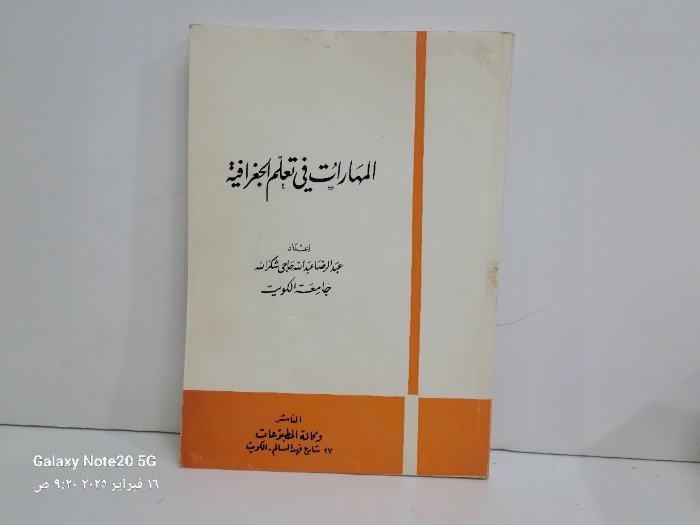 المهارات في تعلم الجغرافية
إعداد
عبد الرضا عبد الله حاجي شكر الله
جامعة الكويت
الناشر
وكالة المطبوعات
٢٧ شارع فهد السالم - الكويت
Galaxy Note20 5G
١٦ فبراير ٢٠٢٥ ٩:٢٠ ص